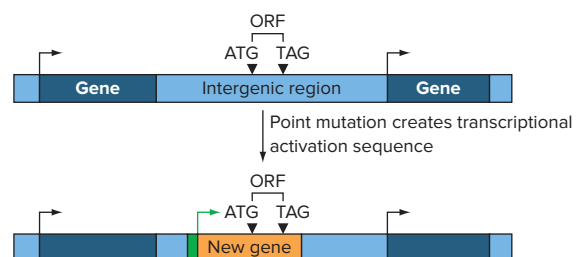 ORF
ATG TAG
Gene Intergenic region Gene
Point mutation creates transcriptional
activation sequence
ORF
ATG TAG
New gene